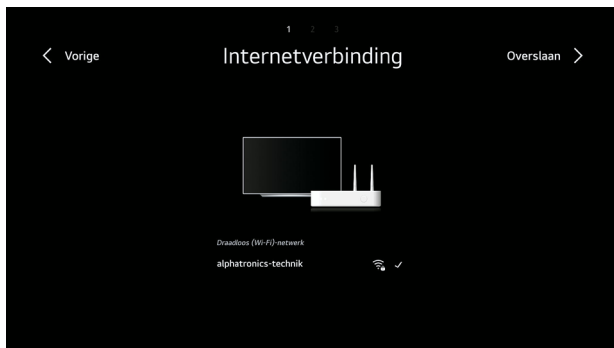 1 2 3
Vorige
Internetverbinding
Overslaan
Draadloos (Wi-Fi)-netwerk
alphatronics-technik